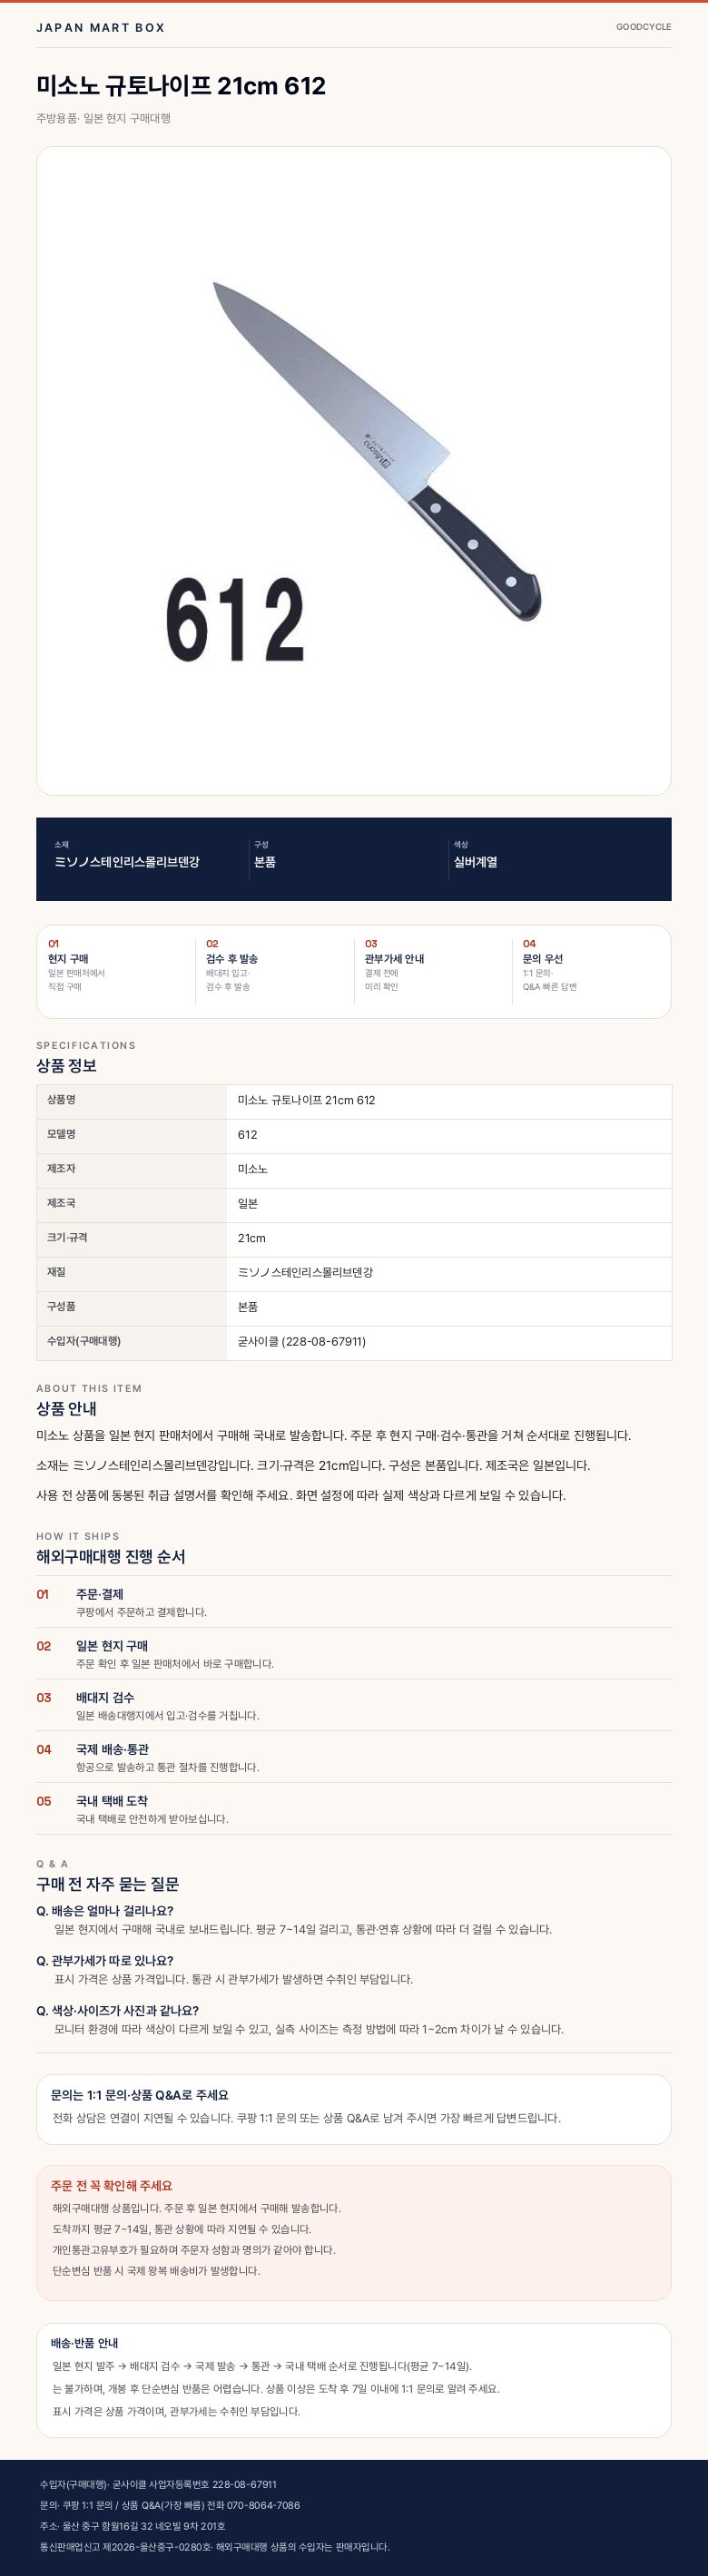 JAPAN MART BOX
GOODCYCLE
미소노 규토나이프 21cm 612
주방용품· 일본 현지 구매대행
Misono
612
소재
ミソノ스테인리스몰리브덴강
구성
본품
색상
실버계열
01
현지 구매
일본 판매처에서
직접 구매
02
검수 후 발송
배대지 입고·
검수 후 발송
03
관부가세 안내
결제 전에
미리 확인
04
문의 우선
1:1 문의·
Q&A 빠른 답변
SPECIFICATIONS
상품 정보
상품명 미소노 규토나이프 21cm 612
모델명 612
제조자 미소노
제조국 일본
크기·규격 21cm
재질 ミソノ스테인리스몰리브덴강
구성품 본품
수입자(구매대행) 굳사이클 (228-08-67911)
ABOUT THIS ITEM
상품 안내
미소노 상품을 일본 현지 판매처에서 구매해 국내로 발송합니다. 주문 후 현지 구매·검수·통관을 거쳐 순서대로 진행됩니다.
소재는 ミソノ스테인리스몰리브덴강입니다. 크기·규격은 21cm입니다. 구성은 본품입니다. 제조국은 일본입니다.
사용 전 상품에 동봉된 취급 설명서를 확인해 주세요. 화면 설정에 따라 실제 색상과 다르게 보일 수 있습니다.
HOW IT SHIPS
해외구매대행 진행 순서
01 주문·결제
쿠팡에서 주문하고 결제합니다.
02 일본 현지 구매
주문 확인 후 일본 판매처에서 바로 구매합니다.
03 배대지 검수
일본 배송대행지에서 입고·검수를 거칩니다.
04 국제 배송·통관
항공으로 발송하고 통관 절차를 진행합니다.
05 국내 택배 도착
국내 택배로 안전하게 받아보십니다.
Q & A
구매 전 자주 묻는 질문
Q. 배송은 얼마나 걸리나요?
일본 현지에서 구매해 국내로 보내드립니다. 평균 7~14일 걸리고, 통관·연휴 상황에 따라 더 걸릴 수 있습니다.
Q. 관부가세가 따로 있나요?
표시 가격은 상품 가격입니다. 통관 시 관부가세가 발생하면 수취인 부담입니다.
Q. 색상·사이즈가 사진과 같나요?
모니터 환경에 따라 색상이 다르게 보일 수 있고, 실측 사이즈는 측정 방법에 따라 1~2cm 차이가 날 수 있습니다.
문의는 1:1 문의·상품 Q&A로 주세요
전화 상담은 연결이 지연될 수 있습니다. 쿠팡 1:1 문의 또는 상품 Q&A로 남겨 주시면 가장 빠르게 답변드립니다.
주문 전 꼭 확인해 주세요
해외구매대행 상품입니다. 주문 후 일본 현지에서 구매해 발송합니다.
도착까지 평균 7~14일, 통관 상황에 따라 지연될 수 있습니다.
개인통관고유부호가 필요하며 주문자 성함과 명의가 같아야 합니다.
단순변심 반품 시 국제 왕복 배송비가 발생합니다.
배송·반품 안내
일본 현지 발주 → 배대지 검수 → 국제 발송 → 통관 → 국내 택배 순서로 진행됩니다(평균 7~14일).
는 불가하며, 개봉 후 단순변심 반품은 어렵습니다. 상품 이상은 도착 후 7일 이내에 1:1 문의로 알려 주세요.
표시 가격은 상품 가격이며, 관부가세는 수취인 부담입니다.
수입자(구매대행)· 굳사이클 사업자등록번호 228-08-67911
문의· 쿠팡 1:1 문의 / 상품 Q&A(가장 빠름) 전화 070-8064-7086
주소· 울산 중구 함월16길 32 네오빌 9차 201호
통신판매업신고 제2026-울산중구-0280호· 해외구매대행 상품의 수입자는 판매자입니다.